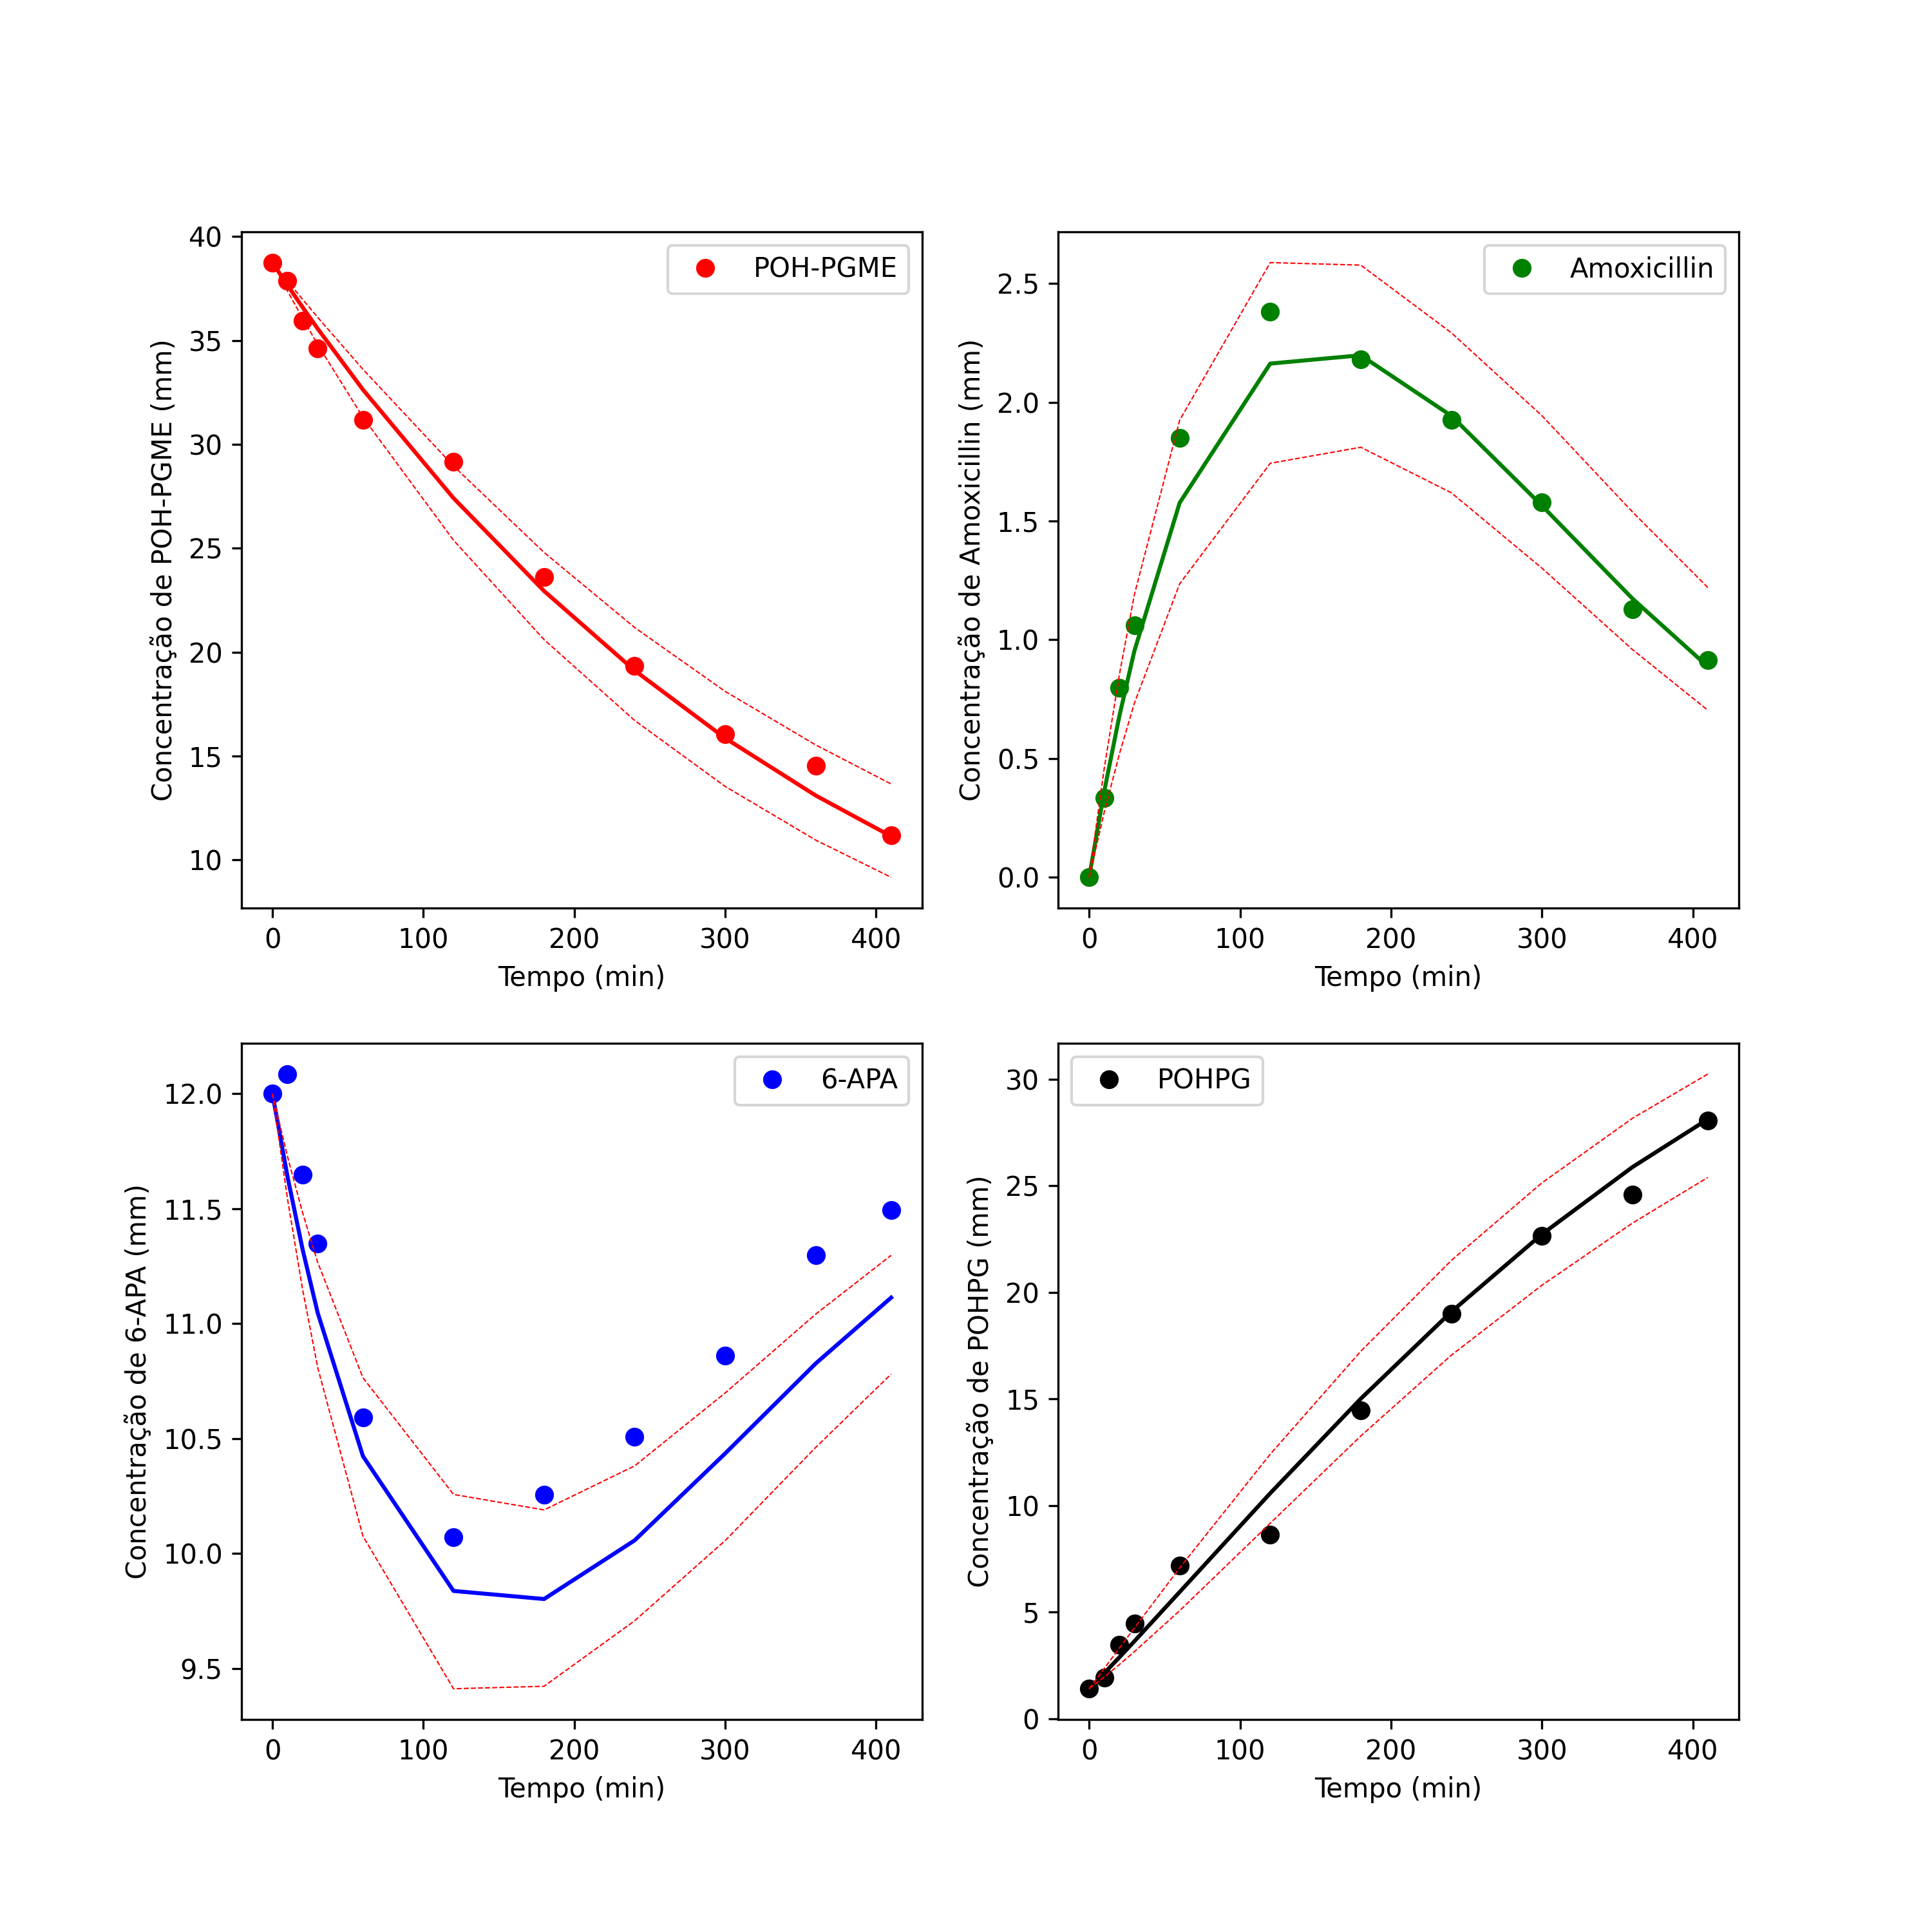 40
35
30
25
20
15
10
Concentração de POH-PGME (mm)
POH-PGME
0 100 200 300 400
Tempo (min)
2.5
2.0
1.5
1.0
0.5
0.0
Concentração de Amoxicillin (mm)
Amoxicillin
0 100 200 300 400
Tempo (min)
12.0
11.5
11.0
10.5
10.0
9.5
Concentração de 6-APA (mm)
6-APA
0 100 200 300 400
Tempo (min)
30
25
20
15
10
5
0
Concentração de POHPG (mm)
POHPG
0 100 200 300 400
Tempo (min)